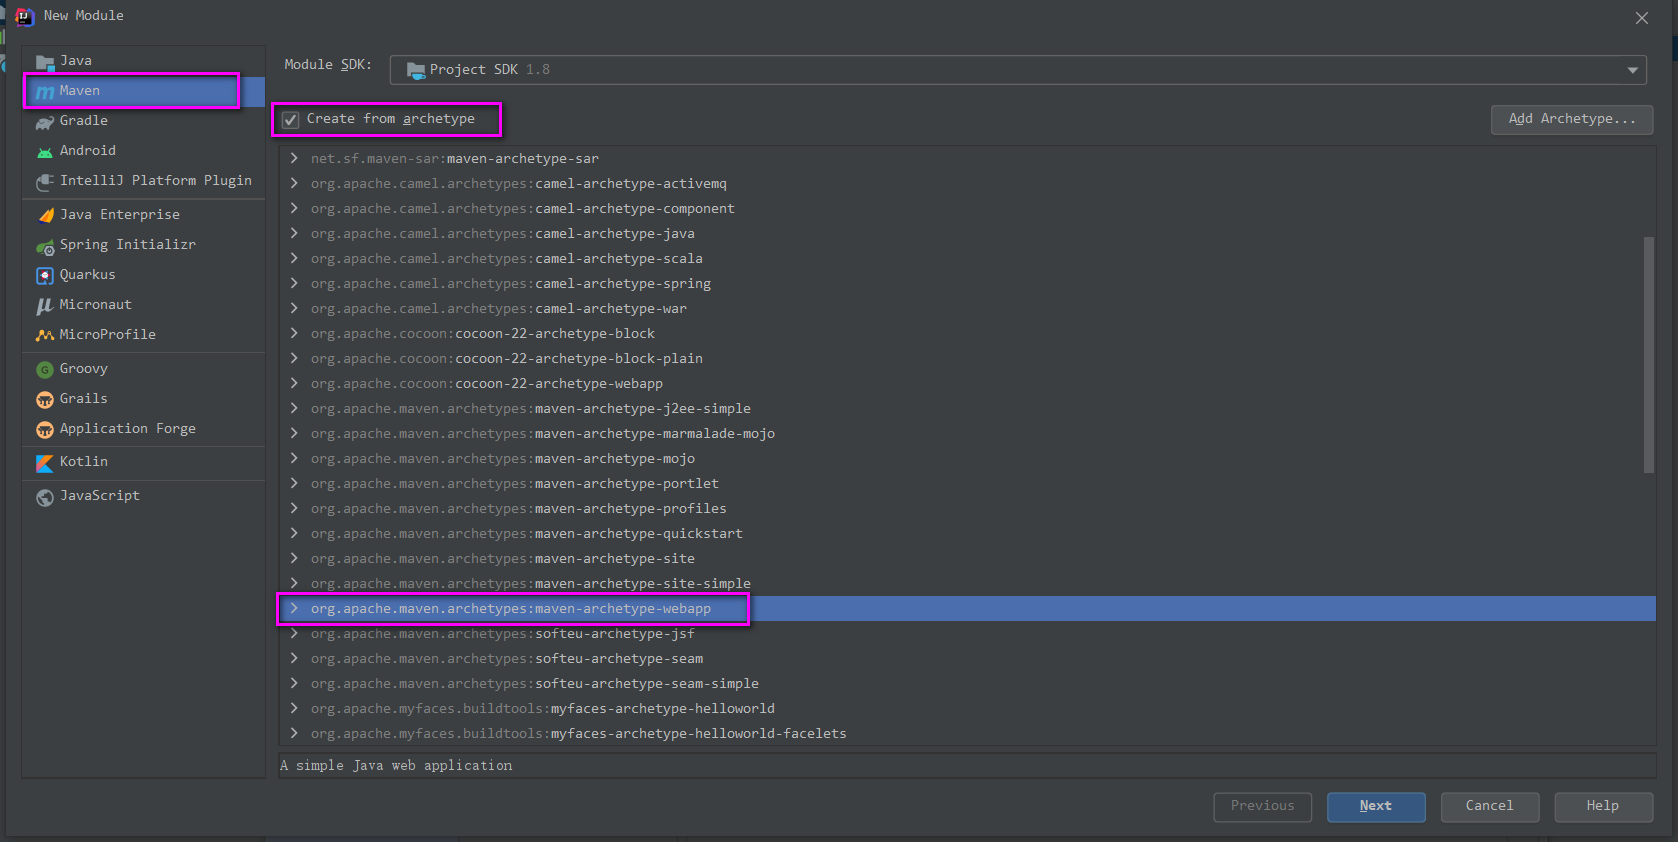 New Module
Java
Maven
Gradle
Android
IntelliJ Platform Plugin
Java Enterprise
Spring Initializr
Quarkus
Micronaut
MicroProfile
Groovy
Grails
Application Forge
Kotlin
JavaScript
Module SDK: Project SDK 1.8
Create from archetype
Add Archetype...
net.sf.maven-sar:maven-archetype-sar
org.apache.camel.archetypes:camel-archetype-activemq
org.apache.camel.archetypes:camel-archetype-component
org.apache.camel.archetypes:camel-archetype-java
org.apache.camel.archetypes:camel-archetype-scala
org.apache.camel.archetypes:camel-archetype-spring
org.apache.camel.archetypes:camel-archetype-war
org.apache.cocoon:cocoon-22-archetype-block
org.apache.cocoon:cocoon-22-archetype-block-plain
org.apache.cocoon:cocoon-22-archetype-webapp
org.apache.maven.archetypes:maven-archetype-j2ee-simple
org.apache.maven.archetypes:maven-archetype-marmalade-mojo
org.apache.maven.archetypes:maven-archetype-mojo
org.apache.maven.archetypes:maven-archetype-portlet
org.apache.maven.archetypes:maven-archetype-profiles
org.apache.maven.archetypes:maven-archetype-quickstart
org.apache.maven.archetypes:maven-archetype-site
org.apache.maven.archetypes:maven-archetype-site-simple
org.apache.maven.archetypes:maven-archetype-webapp
org.apache.maven.archetypes:softeu-archetype-jsf
org.apache.maven.archetypes:softeu-archetype-seam
org.apache.maven.archetypes:softeu-archetype-seam-simple
org.apache.myfaces.buildtools:myfaces-archetype-helloworld
org.apache.myfaces.buildtools:myfaces-archetype-helloworld-facelets
A simple Java web application
Previous
Next
Cancel
Help